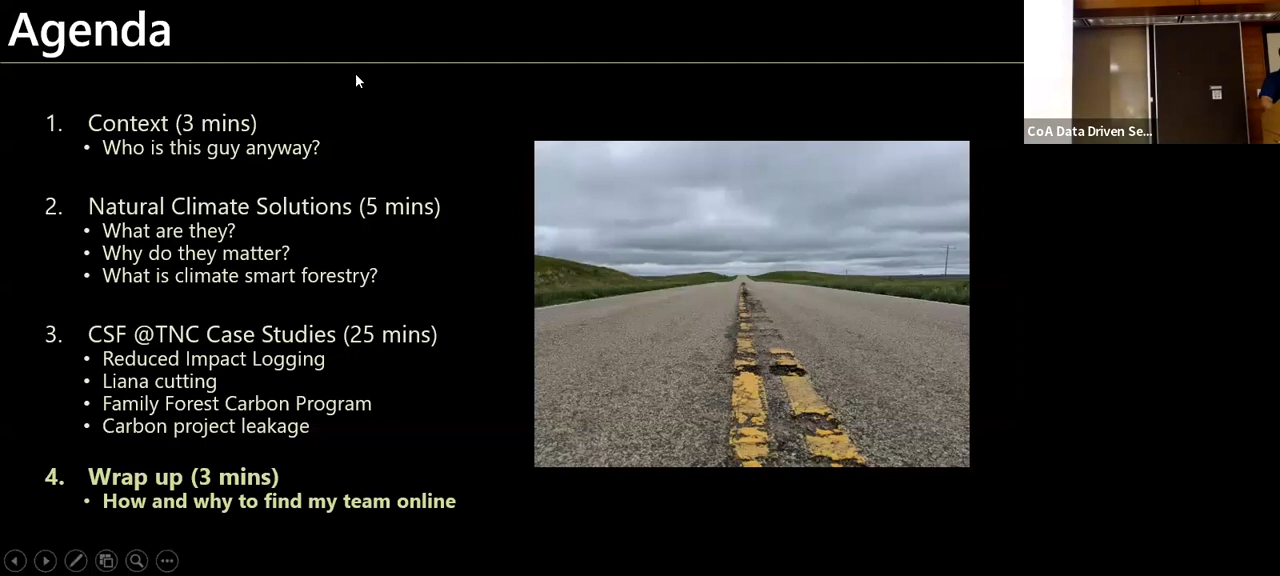 Agenda
CoA Data Driven Se...
1. Context (3 mins)
• Who is this guy anyway?
2. Natural Climate Solutions (5 mins)
• What are they?
• Why do they matter?
• What is climate smart forestry?
3. CSF @TNC Case Studies (25 mins)
• Reduced Impact Logging
• Liana cutting
• Family Forest Carbon Program
• Carbon project leakage
4. Wrap up (3 mins)
• How and why to find my team online